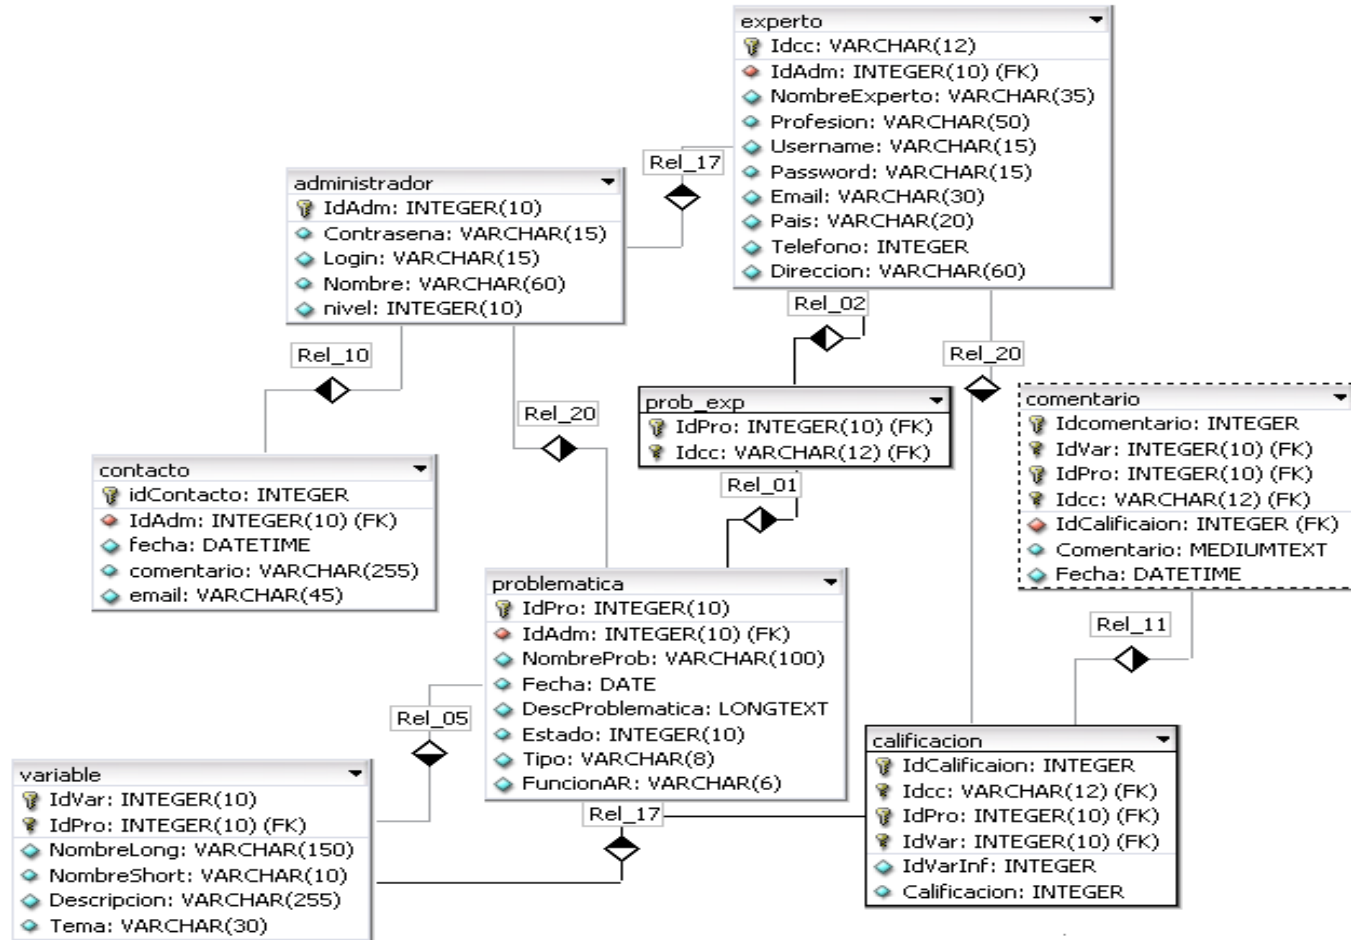 experto
Idcc: VARCHAR(12)
IdAdm: INTEGER(10) (FK)
NombreExperto: VARCHAR(35)
Profesion: VARCHAR(50)
Username: VARCHAR(15)
Password: VARCHAR(15)
Email: VARCHAR(30)
Pais: VARCHAR(20)
Telefono: INTEGER
Direccion: VARCHAR(60)
Rel_17
administrador
IdAdm: INTEGER(10)
Contrasena: VARCHAR(15)
Login: VARCHAR(15)
Nombre: VARCHAR(60)
nivel: INTEGER(10)
Rel_02
Rel_10
Rel_20
Rel_20
prob_exp
IdPro: INTEGER(10) (FK)
Idcc: VARCHAR(12) (FK)
comentario
Idcomentario: INTEGER
IdVar: INTEGER(10) (FK)
IdPro: INTEGER(10) (FK)
Idcc: VARCHAR(12) (FK)
IdCalificaion: INTEGER (FK)
Comentario: MEDIUMTEXT
Fecha: DATETIME
contacto
idContacto: INTEGER
IdAdm: INTEGER(10) (FK)
fecha: DATETIME
comentario: VARCHAR(255)
email: VARCHAR(45)
Rel_01
problematica
IdPro: INTEGER(10)
IdAdm: INTEGER(10) (FK)
NombreProb: VARCHAR(100)
Fecha: DATE
DescProblematica: LONGTEXT
Estado: INTEGER(10)
Tipo: VARCHAR(8)
FuncionAR: VARCHAR(6)
Rel_11
Rel_05
variable
IdVar: INTEGER(10)
IdPro: INTEGER(10) (FK)
NombreLong: VARCHAR(150)
NombreShort: VARCHAR(10)
Descripcion: VARCHAR(255)
Tema: VARCHAR(30)
Rel_17
calificacion
IdCalificaion: INTEGER
Idcc: VARCHAR(12) (FK)
IdPro: INTEGER(10) (FK)
IdVar: INTEGER(10) (FK)
IdVarInf: INTEGER
Calificacion: INTEGER